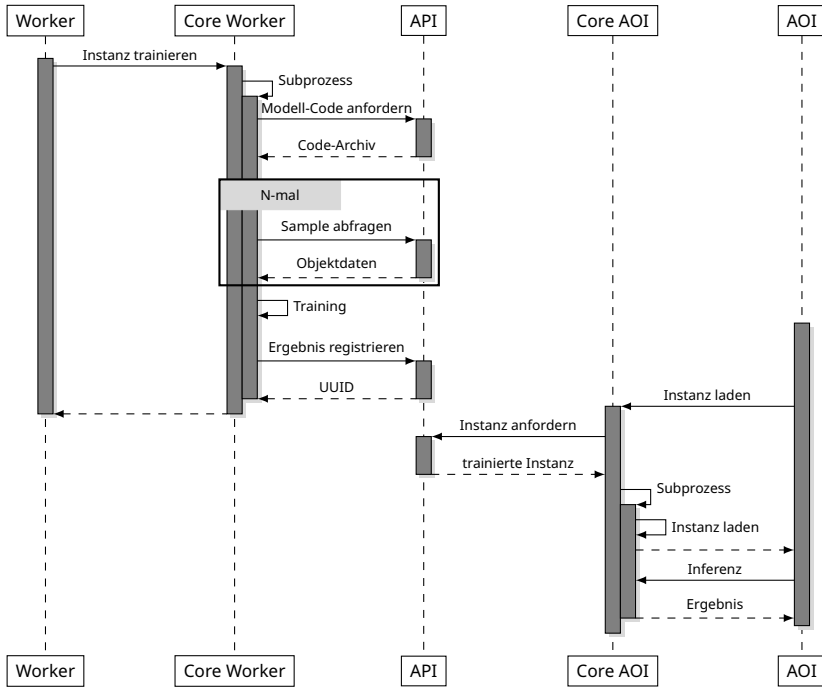 Worker
Core Worker
API
Core AOI
AOI
Instanz trainieren
Subprozess
Modell-Code anfordern
Code-Archiv
N-mal
Sample abfragen
Objektdaten
Training
Ergebnis registrieren
UUID
Instanz laden
Instanz anfordern
trainierte Instanz
Subprozess
Instanz laden
Inferenz
Ergebnis
Worker
Core Worker
API
Core AOI
AOI